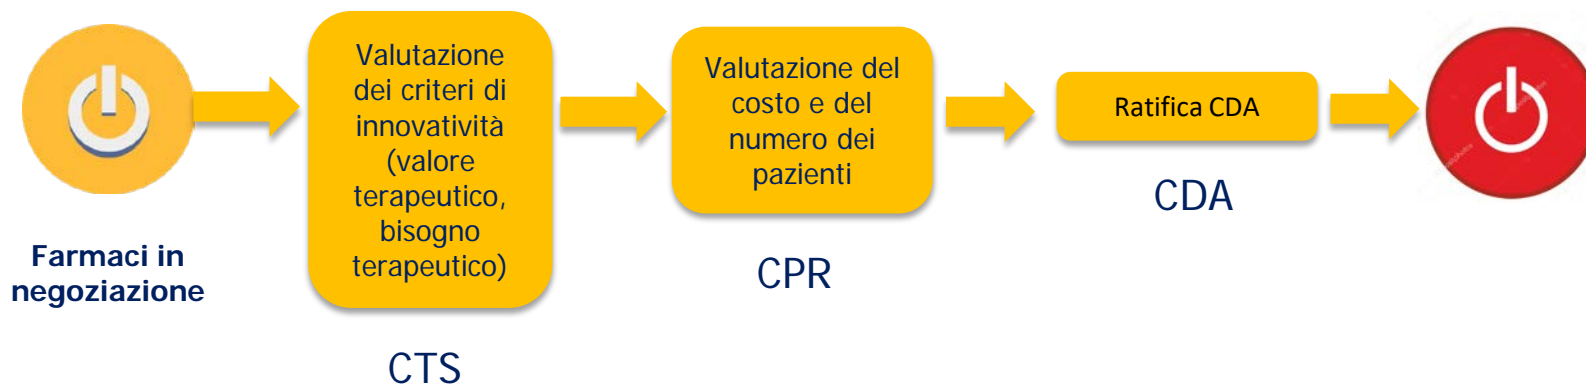 Farmaci in
negoziazione
Valutazione
dei criteri di
innovatività
(valore
terapeutico,
bisogno
terapeutico)
CTS
Valutazione del
costo e del
numero dei
pazienti
CPR
Ratifica CDA
CDA